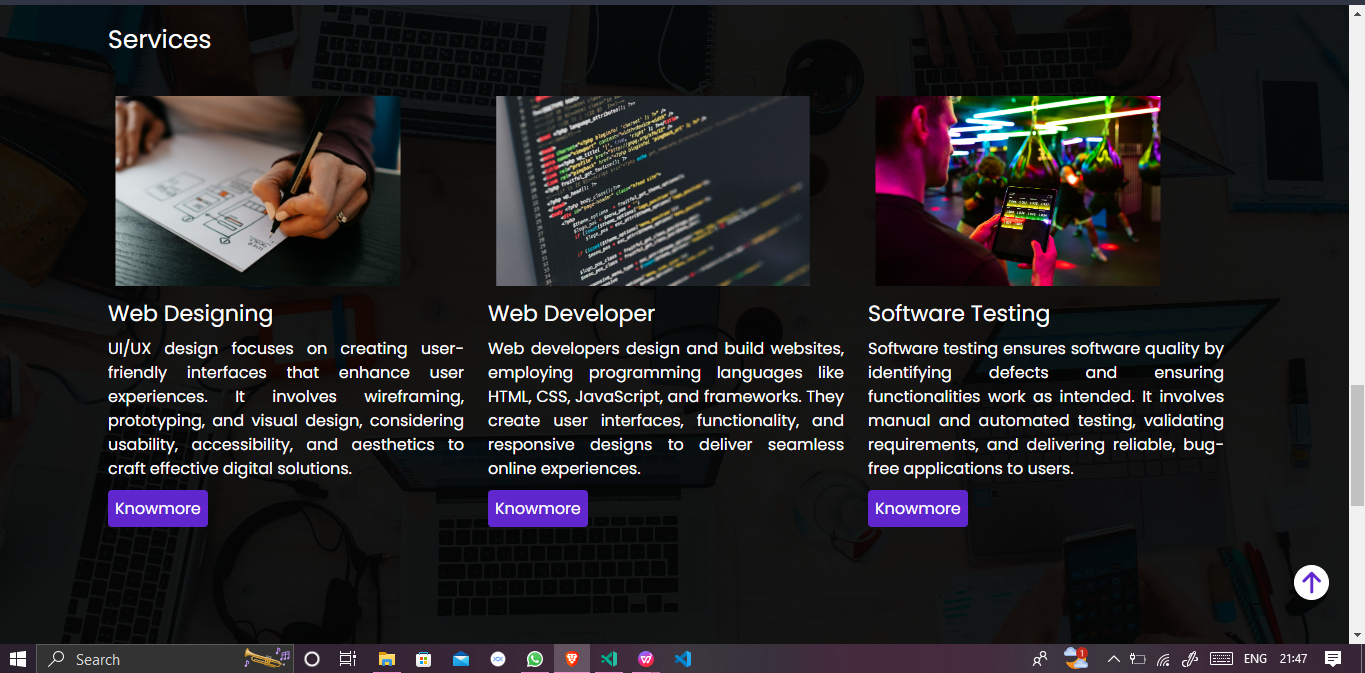 Services
Web Designing
UI/UX design focuses on creating user-
friendly interfaces that enhance user
experiences. It involves wireframing,
prototyping, and visual design, considering
usability, accessibility, and aesthetics to
craft effective digital solutions.
Knowmore
Web Developer
Web developers design and build websites,
employing programming languages like
HTML, CSS, JavaScript, and frameworks. They
create user interfaces, functionality, and
responsive designs to deliver seamless
online experiences.
Knowmore
Software Testing
Software testing ensures software quality by
identifying defects and ensuring
functionalities work as intended. It involves
manual and automated testing, validating
requirements, and delivering reliable, bug-
free applications to users.
Knowmore
Search
1
ENG
21:47